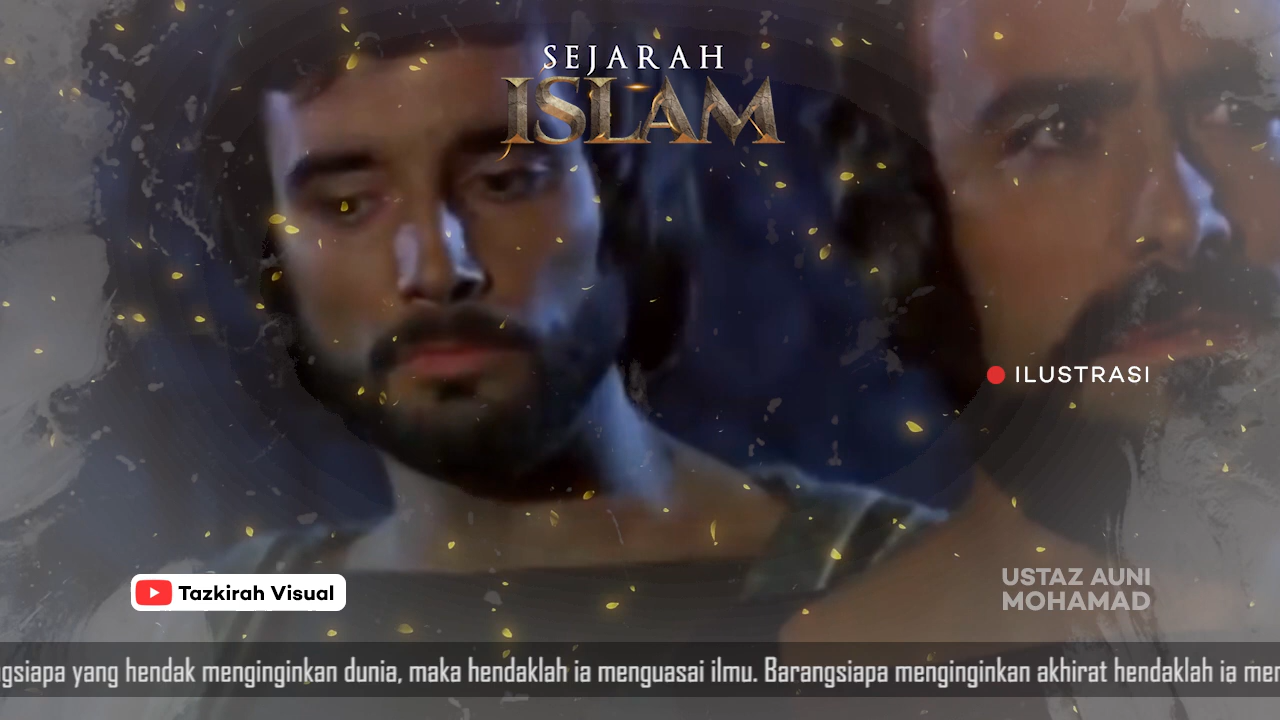 SEJARAH
ISLAM
ILUSTRASI
Tazkirah Visual
USTAZ AUNI
MOHAMAD
yang hendak menginginkan dunia, maka hendaklah ia menguasai ilmu. Barangsiapa menginginkan akhirat hendaklah ia